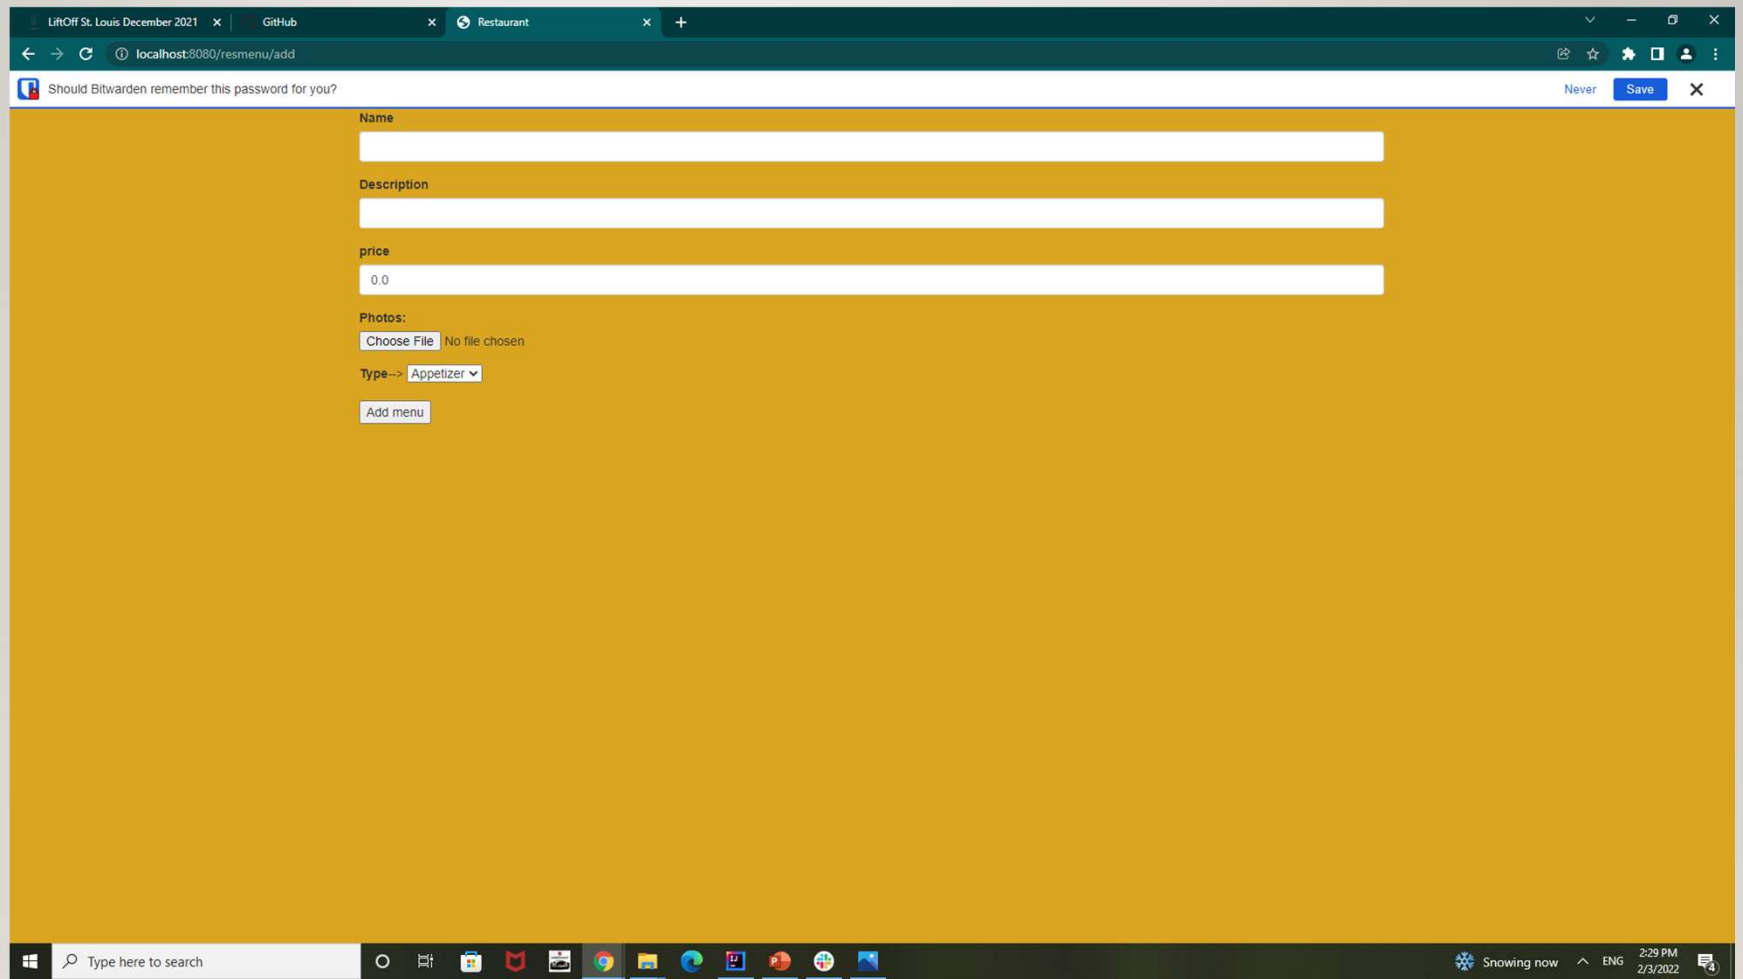 LiftOff St. Louis December 2021
GitHub
Restaurant
localhost:8080/resmenu/add
Should Bitwarden remember this password for you?
Never
Save
Name
Description
price
0.0
Photos:
Choose File No file chosen
Type--> Appetizer
Add menu
Type here to search
Snowing now
ENG
2:29 PM
2/3/2022
4